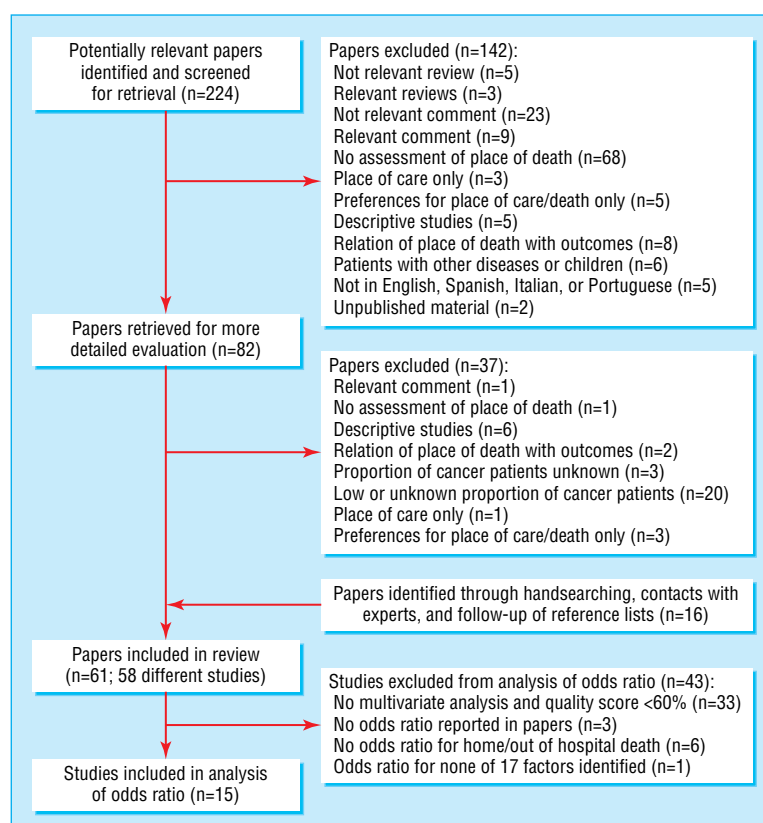 Potentially relevant papers
identified and screened
for retrieval (n=224)
Papers excluded (n=142):
Not relevant review (n=5)
Relevant reviews (n=3)
Not relevant comment (n=23)
Relevant comment (n=9)
No assessment of place of death (n=68)
Place of care only (n=3)
Preferences for place of care/death only (n=5)
Descriptive studies (n=5)
Relation of place of death with outcomes (n=8)
Patients with other diseases or children (n=6)
Not in English, Spanish, Italian, or Portuguese (n=5)
Unpublished material (n=2)
Papers retrieved for more
detailed evaluation (n=82)
Papers excluded (n=37):
Relevant comment (n=1)
No assessment of place of death (n=1)
Descriptive studies (n=6)
Relation of place of death with outcomes (n=2)
Proportion of cancer patients unknown (n=3)
Low or unknown proportion of cancer patients (n=20)
Place of care only (n=1)
Preferences for place of care/death only (n=3)
Papers identified through handsearching, contacts with
experts, and follow-up of reference lists (n=16)
Papers included in review
(n=61; 58 different studies)
Studies excluded from analysis of odds ratio (n=43):
No multivariate analysis and quality score <60% (n=33)
No odds ratio reported in papers (n=3)
No odds ratio for home/out of hospital death (n=6)
Odds ratio for none of 17 factors identified (n=1)
Studies included in analysis
of odds ratio (n=15)